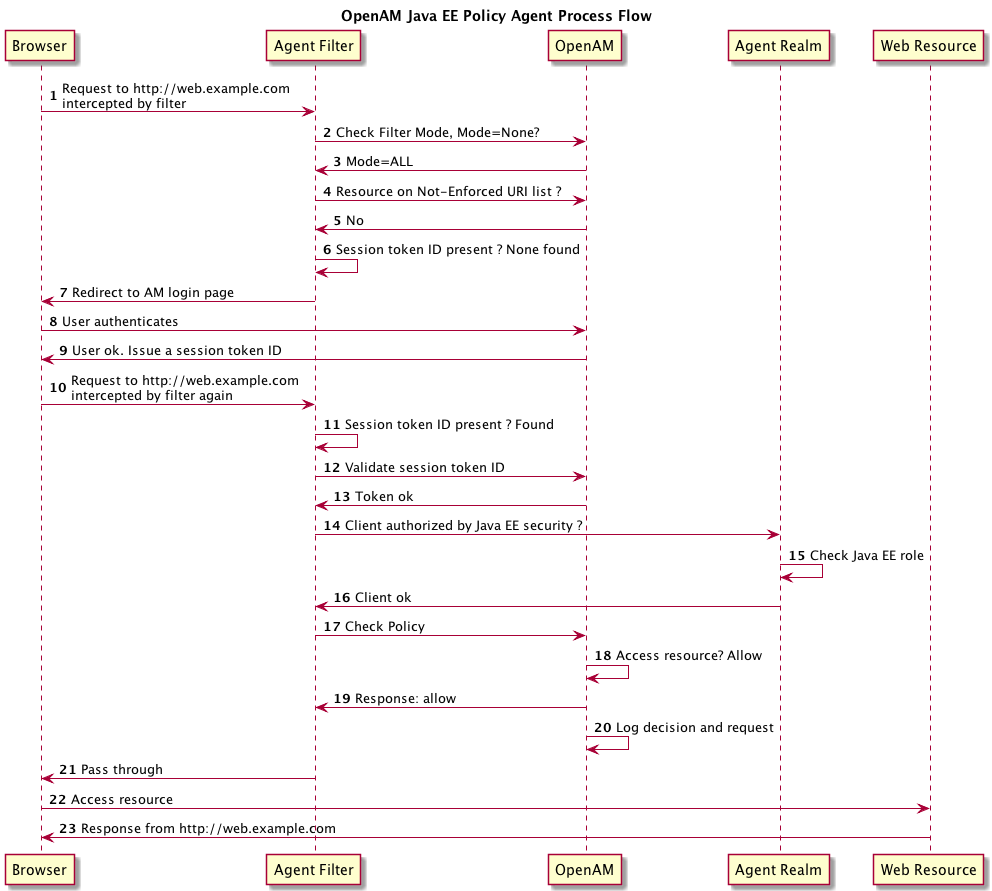 OpenAM Java EE Policy Agent Process Flow
Browser
Agent Filter
OpenAM
Agent Realm
Web Resource
1 Request to http://web.example.com
intercepted by filter
2 Check Filter Mode, Mode=None?
3 Mode=ALL
4 Resource on Not-Enforced URI list ?
5 No
6 Session token ID present ? None found
7 Redirect to AM login page
8 User authenticates
9 User ok. Issue a session token ID
10 Request to http://web.example.com
intercepted by filter again
11 Session token ID present ? Found
12 Validate session token ID
13 Token ok
14 Client authorized by Java EE security ?
15 Check Java EE role
16 Client ok
17 Check Policy
18 Access resource? Allow
19 Response: allow
20 Log decision and request
21 Pass through
22 Access resource
23 Response from http://web.example.com
Browser
Agent Filter
OpenAM
Agent Realm
Web Resource